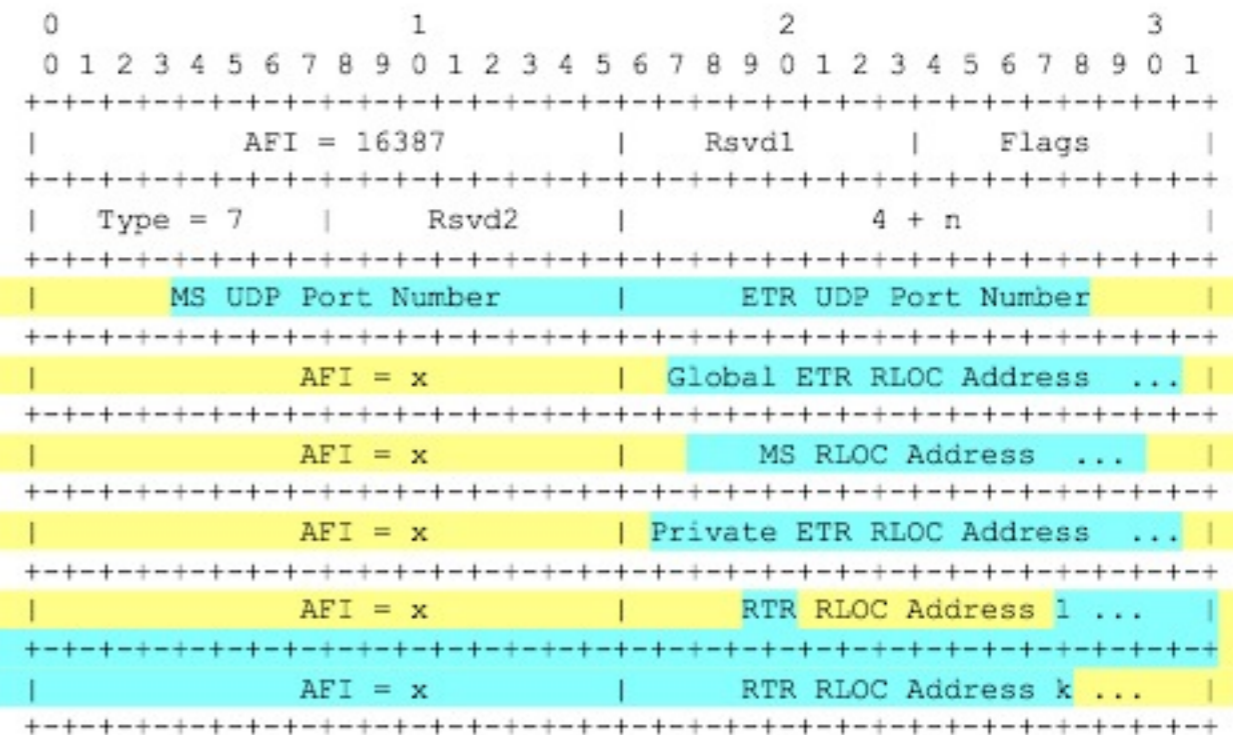 0                   1                   2                   3
 0 1 2 3 4 5 6 7 8 9 0 1 2 3 4 5 6 7 8 9 0 1 2 3 4 5 6 7 8 9 0 1
+-+-+-+-+-+-+-+-+-+-+-+-+-+-+-+-+-+-+-+-+-+-+-+-+-+-+-+-+-+-+-+-+
|           AFI = 16387         |    Rsvd1      |    Flags      |
+-+-+-+-+-+-+-+-+-+-+-+-+-+-+-+-+-+-+-+-+-+-+-+-+-+-+-+-+-+-+-+-+
|   Type = 7    |     Rsvd2     |             4 + n             |
+-+-+-+-+-+-+-+-+-+-+-+-+-+-+-+-+-+-+-+-+-+-+-+-+-+-+-+-+-+-+-+-+
|       MS UDP Port Number      |      ETR UDP Port Number      |
+-+-+-+-+-+-+-+-+-+-+-+-+-+-+-+-+-+-+-+-+-+-+-+-+-+-+-+-+-+-+-+-+
|              AFI = x          |  Global ETR RLOC Address  ... |
+-+-+-+-+-+-+-+-+-+-+-+-+-+-+-+-+-+-+-+-+-+-+-+-+-+-+-+-+-+-+-+-+
|              AFI = x          |       MS RLOC Address  ...    |
+-+-+-+-+-+-+-+-+-+-+-+-+-+-+-+-+-+-+-+-+-+-+-+-+-+-+-+-+-+-+-+-+
|              AFI = x          | Private ETR RLOC Address  ... |
+-+-+-+-+-+-+-+-+-+-+-+-+-+-+-+-+-+-+-+-+-+-+-+-+-+-+-+-+-+-+-+-+
|              AFI = x          |      RTR RLOC Address 1 ...   |
+-+-+-+-+-+-+-+-+-+-+-+-+-+-+-+-+-+-+-+-+-+-+-+-+-+-+-+-+-+-+-+-+
|              AFI = x          |      RTR RLOC Address k ...   |
+-+-+-+-+-+-+-+-+-+-+-+-+-+-+-+-+-+-+-+-+-+-+-+-+-+-+-+-+-+-+-+-+